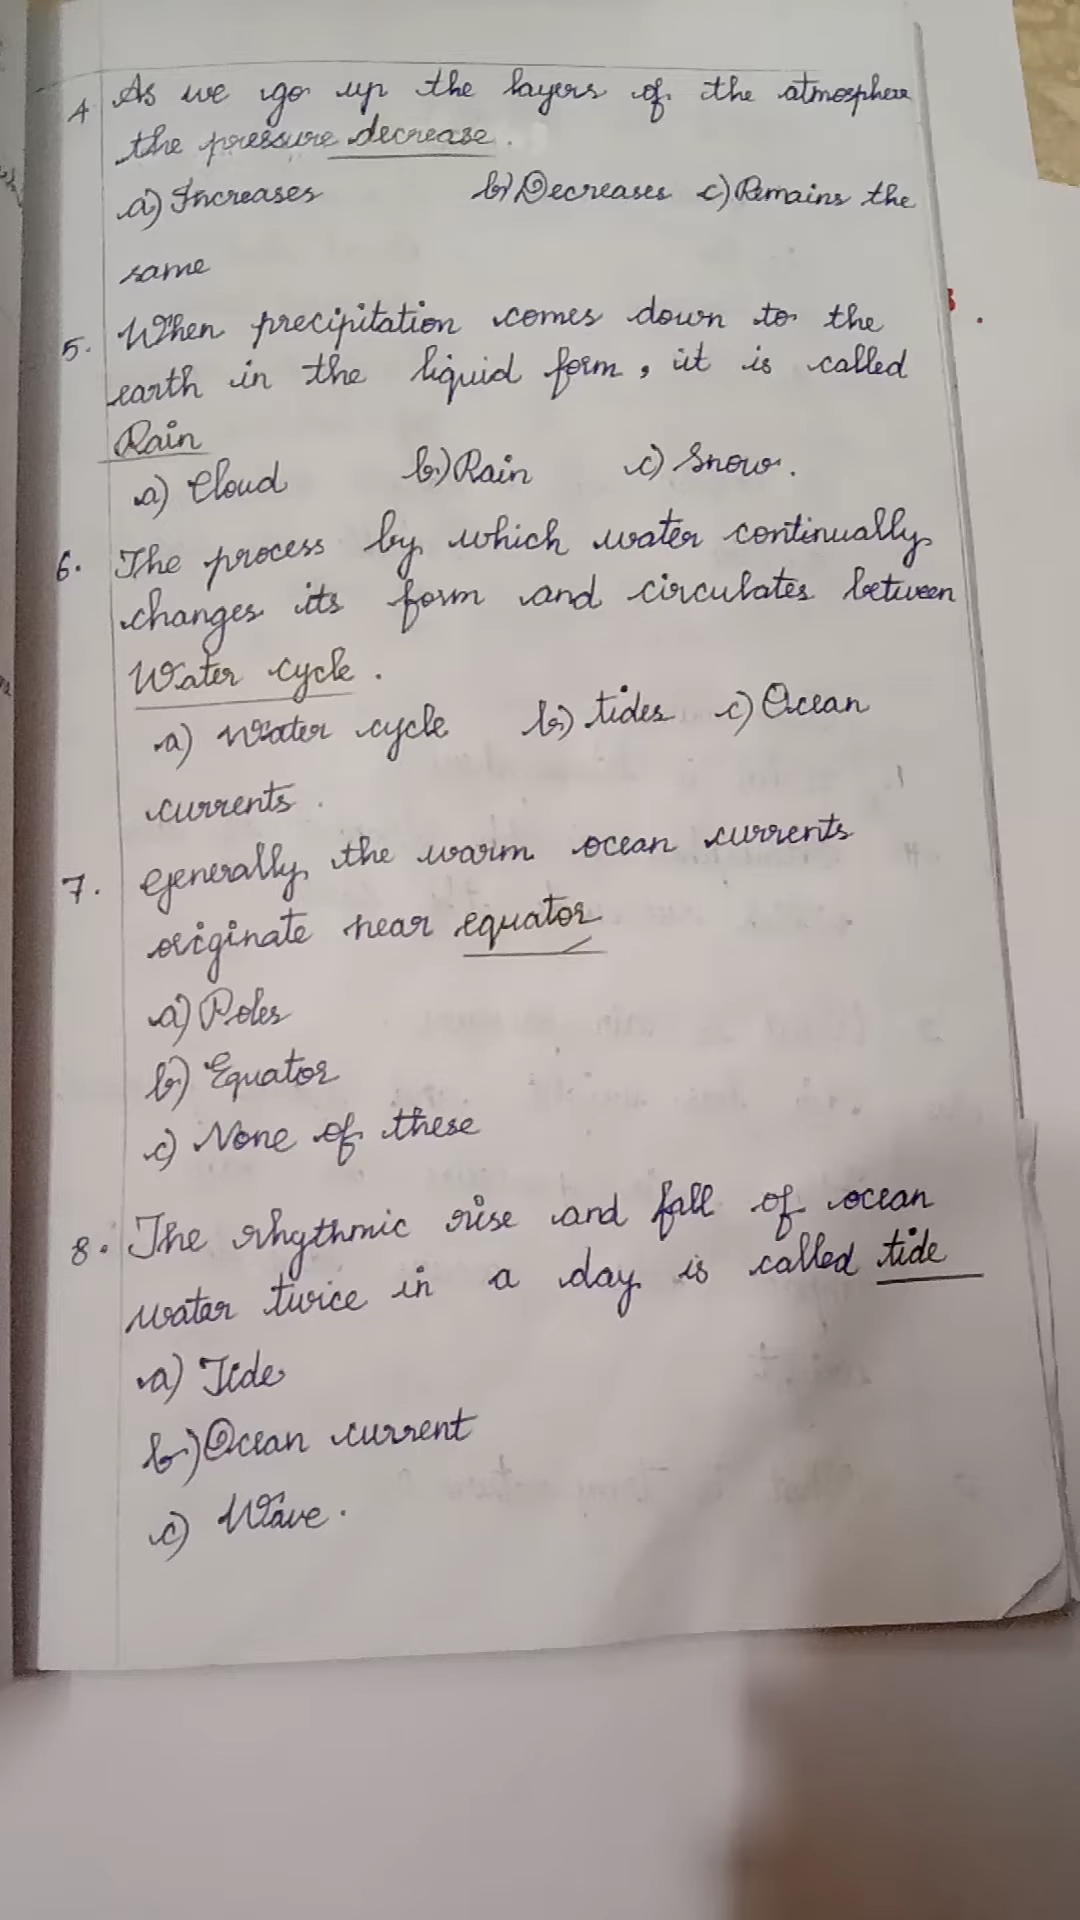 4 As we go up the layers of the atmosphere
the pressure decrease.
a) Increases b) Decreases c) Remains the
same
5. When precipitation comes down to the
earth in the liquid form, it is called
Rain
a) Cloud b) Rain c) Snow.
6. The process by which water continually
changes its form and circulates between
Water cycle.
a) Water cycle b) tides c) Ocean
currents.
7. Generally, the warm ocean currents
originate near equator
a) Poles
b) Equator
c) None of these
8. The rhythmic rise and fall of ocean
water twice in a day is called tide
a) Tide
b) Ocean current
c) Wave.